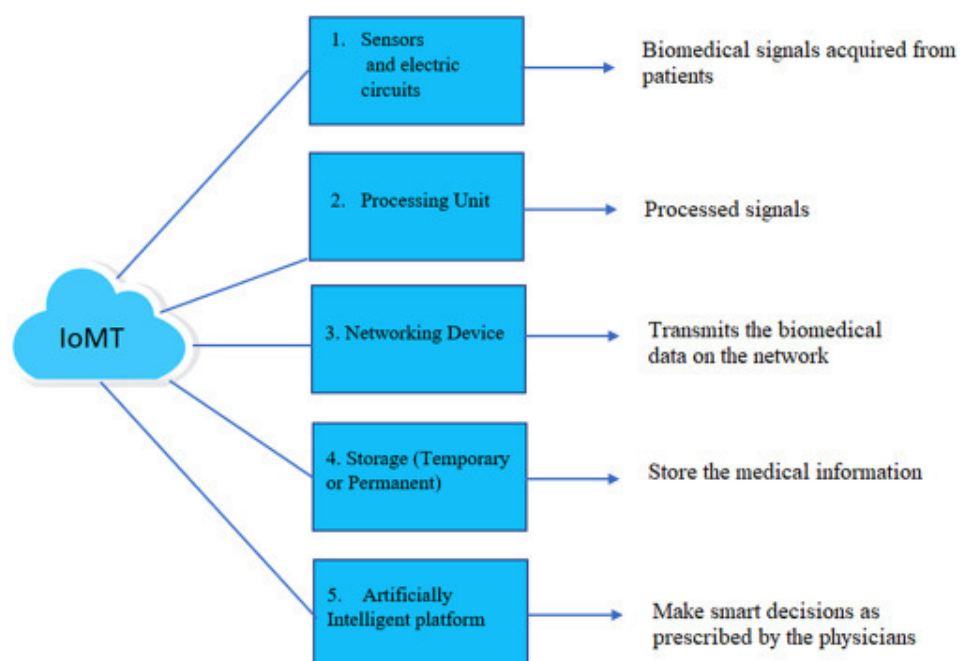 1. Sensors
and electric
circuits
Biomedical signals acquired from
patients
2. Processing Unit
Processed signals
IoMT
3. Networking Device
Transmits the biomedical
data on the network
4. Storage (Temporary
or Permanent)
Store the medical information
5. Artificially
Intelligent platform
Make smart decisions as
prescribed by the physicians